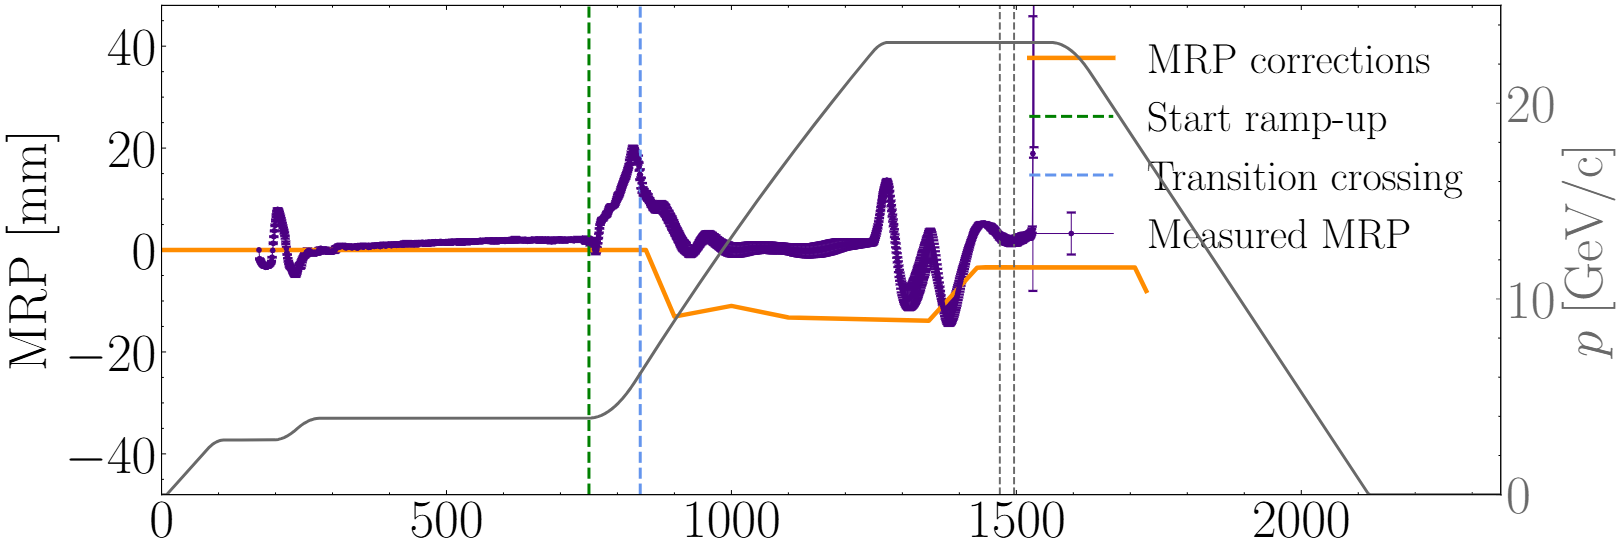 MRP [mm]
40
20
0
−20
−40
MRP corrections
Start ramp-up
Transition crossing
Measured MRP
20
10
0
p [GeV/c]
0 500 1000 1500 2000